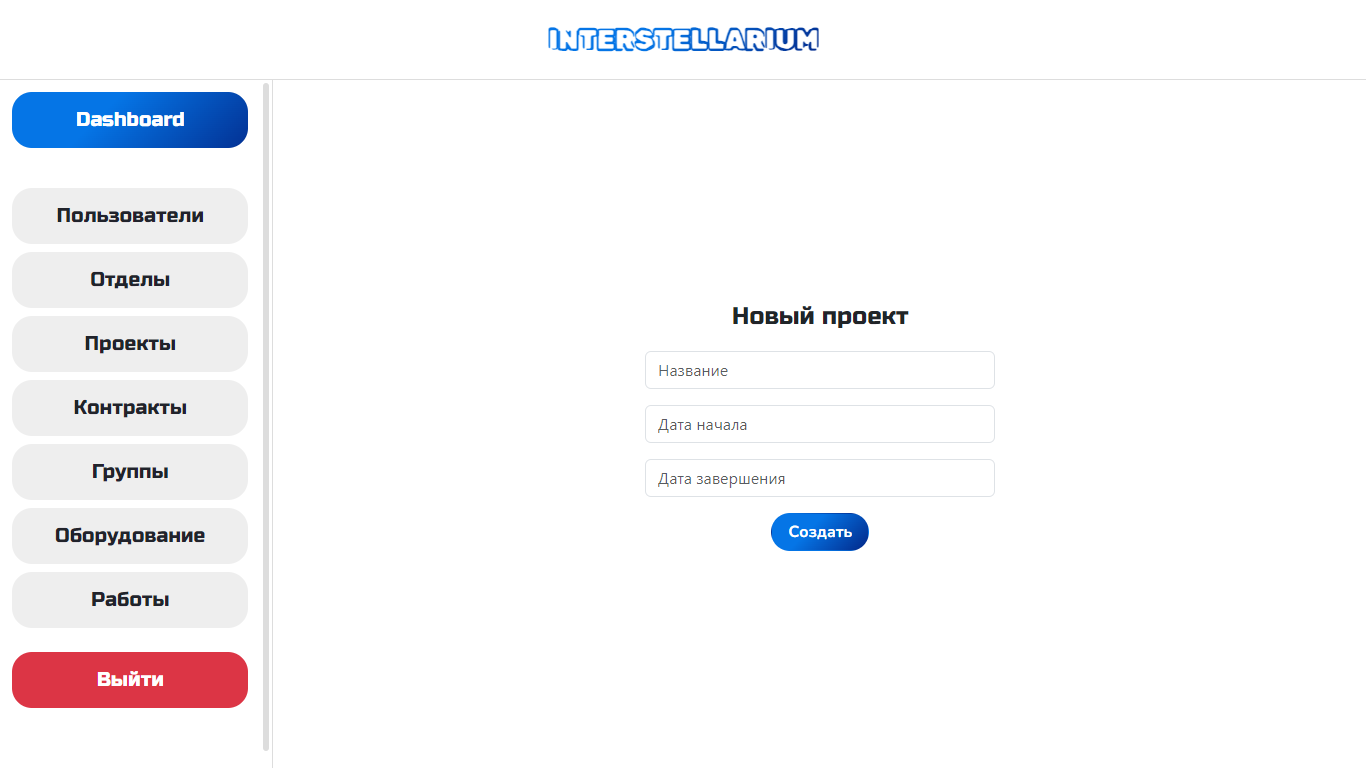 INTERSTELLARIUM
Dashboard
Пользователи
Отделы
Проекты
Контракты
Группы
Оборудование
Работы
Выйти
Новый проект
Название
Дата начала
Дата завершения
Создать